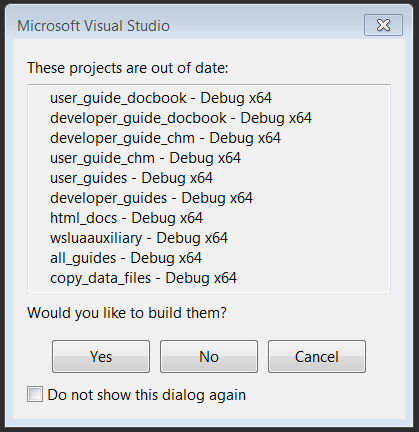 Microsoft Visual Studio
These projects are out of date:
user_guide_docbook - Debug x64
developer_guide_docbook - Debug x64
developer_guide_chm - Debug x64
user_guide_chm - Debug x64
user_guides - Debug x64
developer_guides - Debug x64
html_docs - Debug x64
wsluaauxiliary - Debug x64
all_guides - Debug x64
copy_data_files - Debug x64
Would you like to build them?
Yes No Cancel
Do not show this dialog again